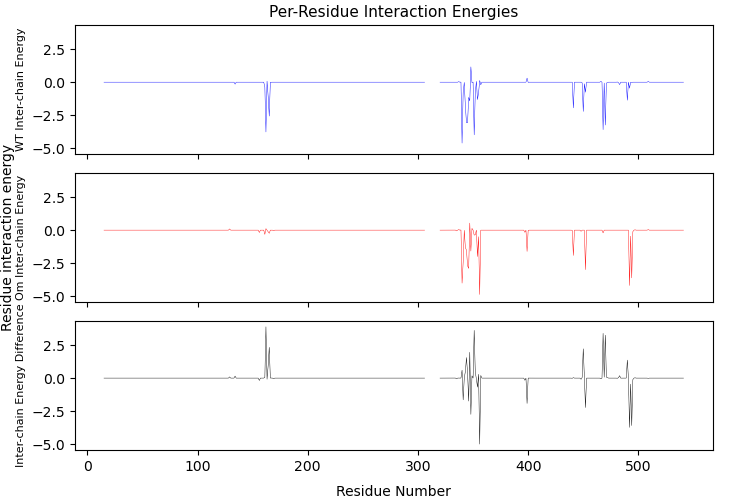 Per-Residue Interaction Energies
Residue interaction energy
WT Inter-chain Energy
2.5
0.0
−2.5
−5.0
Om Inter-chain Energy
2.5
0.0
−2.5
−5.0
Inter-chain Energy Difference
2.5
0.0
−2.5
−5.0
0 100 200 300 400 500
Residue Number